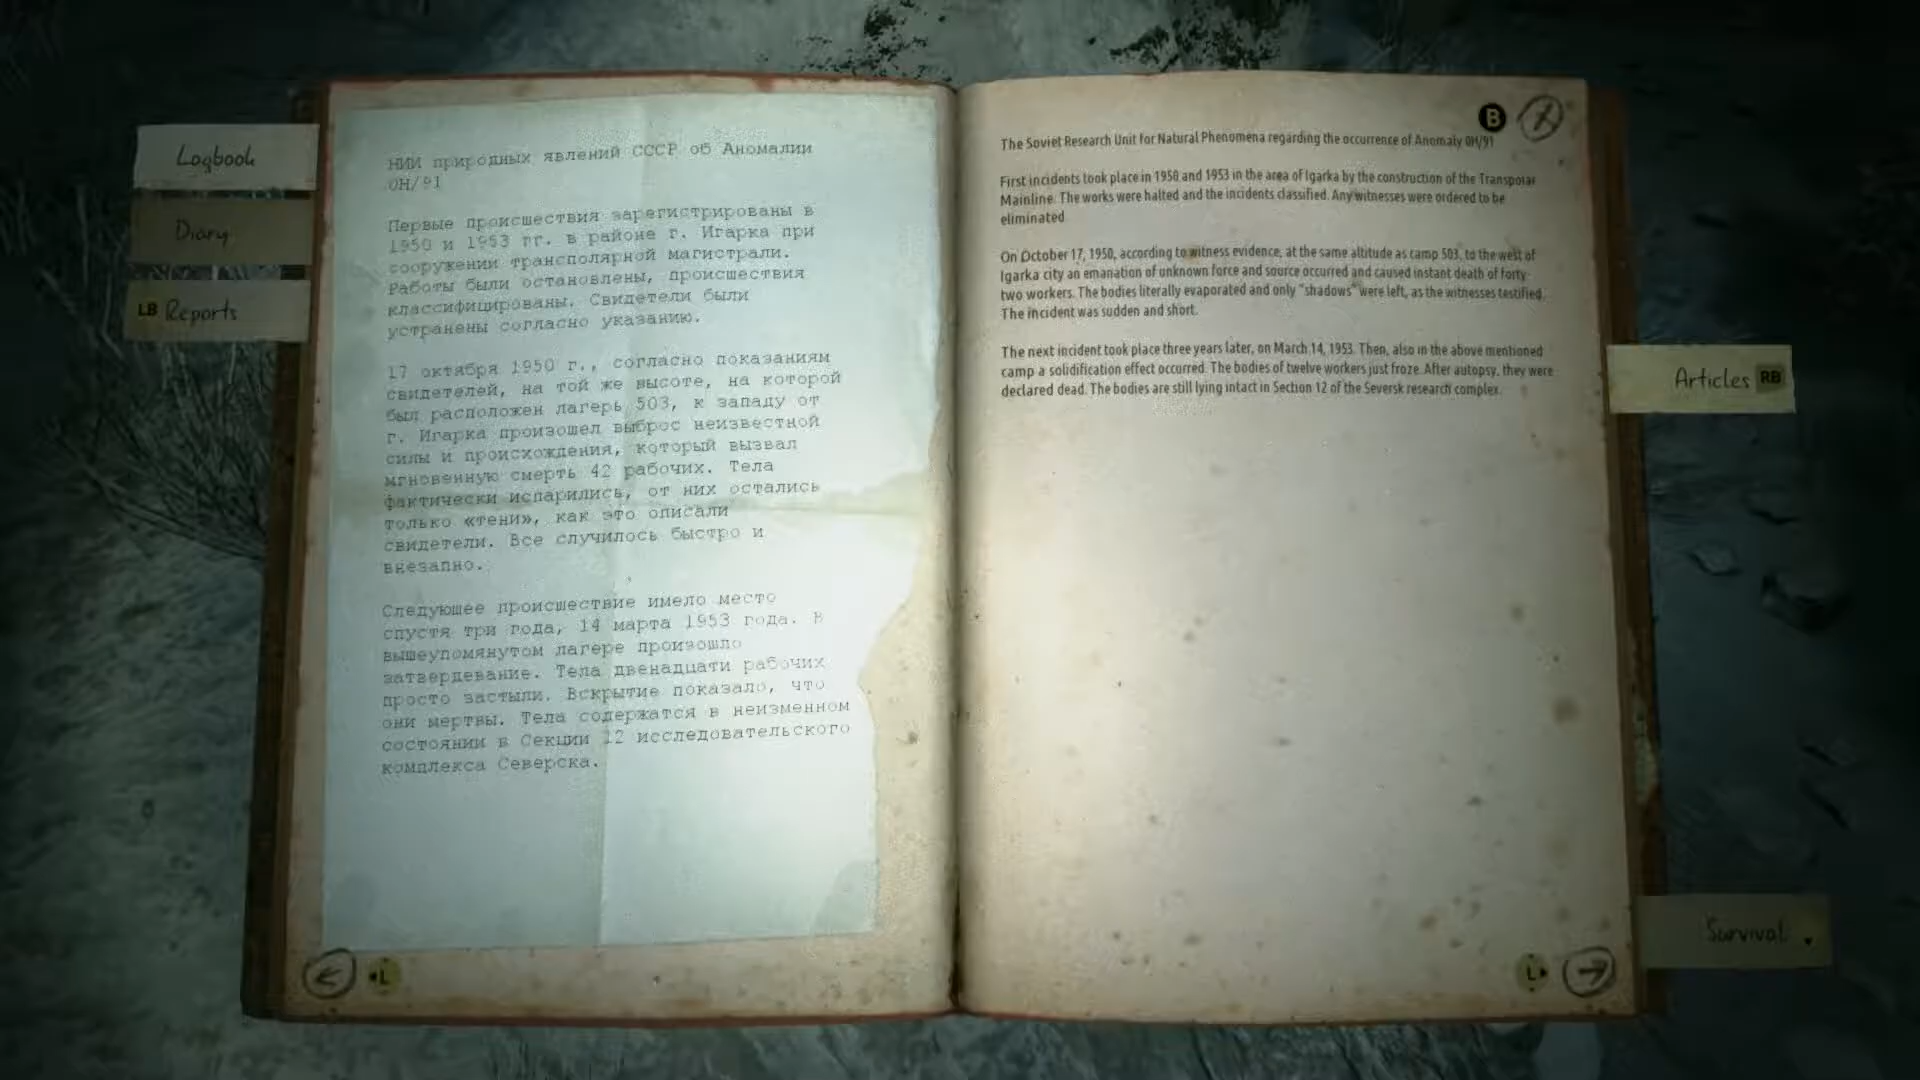 Logbook
Diary
LB Reports
НИИ природных явлений СССР об Аномалии
0Н/91
Первые происшествия зарегистрированы в
1950 и 1953 гг. в районе г. Игарка при
сооружении трансполярной магистрали.
Работы были остановлены, происшествия
классифицированы. Свидетели были
устранены согласно указанию.
17 октября 1950 г., согласно показаниям
свидетелей, на той же высоте, на которой
был расположен лагерь 503, к западу от
г. Игарка произошел выброс неизвестной
силы и происхождения, который вызвал
мгновенную смерть 42 рабочих. Тела
фактически испарились, от них остались
только «тени», как это описали
свидетели. Все случилось быстро и
внезапно.
Следующее происшествие имело место
спустя три года, 14 марта 1953 года. В
вышеупомянутом лагере произошло
затвердевание. Тела двенадцати рабочих
просто застыли. Вскрытие показало, что
они мертвы. Тела содержатся в неизменном
состоянии в Секции 12 исследовательского
комплекса Северска.
L
B X
The Soviet Research Unit for Natural Phenomena regarding the occurrence of Anomaly 0H/91
First incidents took place in 1950 and 1953 in the area of Igarka by the construction of the Transpolar
Mainline. The works were halted and the incidents classified. Any witnesses were ordered to be
eliminated.
On October 17, 1950, according to witness evidence, at the same altitude as camp 503, to the west of
Igarka city an emanation of unknown force and source occurred and caused instant death of forty-
two workers. The bodies literally evaporated and only "shadows" were left, as the witnesses testified.
The incident was sudden and short.
The next incident took place three years later, on March 14, 1953. Then, also in the above mentioned
camp a solidification effect occurred. The bodies of twelve workers just froze. After autopsy, they were
declared dead. The bodies are still lying intact in Section 12 of the Seversk research complex.
L
Articles RB
Survival